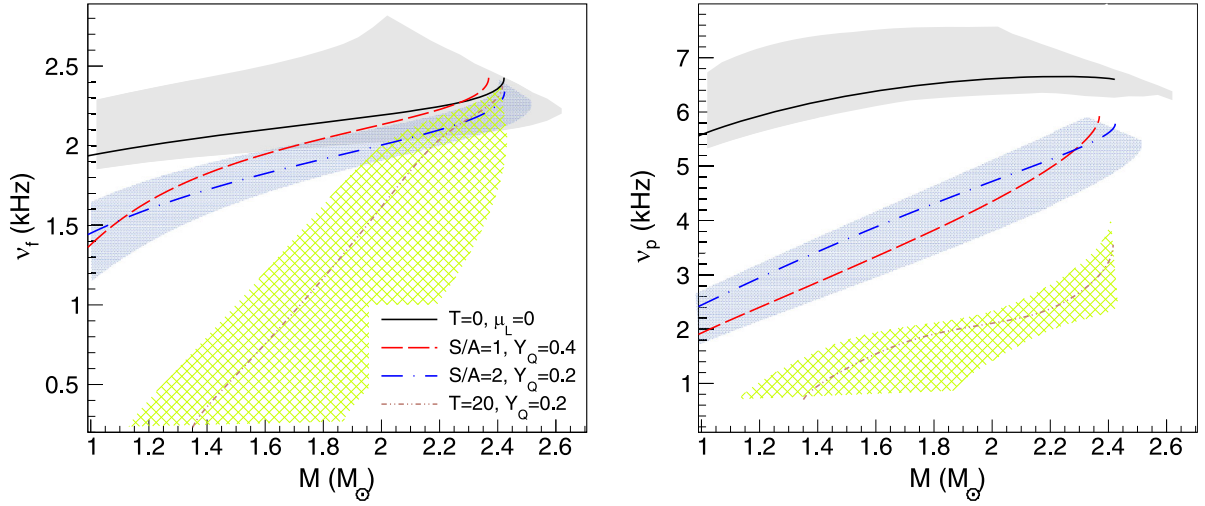 ν_f (kHz)
2.5
2
1.5
1
0.5
T=0, μ_L=0
S/A=1, Y_Q=0.4
S/A=2, Y_Q=0.2
T=20, Y_Q=0.2
1 1.2 1.4 1.6 1.8 2 2.2 2.4 2.6
M (M_⊙)
ν_p (kHz)
7
6
5
4
3
2
1
1 1.2 1.4 1.6 1.8 2 2.2 2.4 2.6
M (M_⊙)